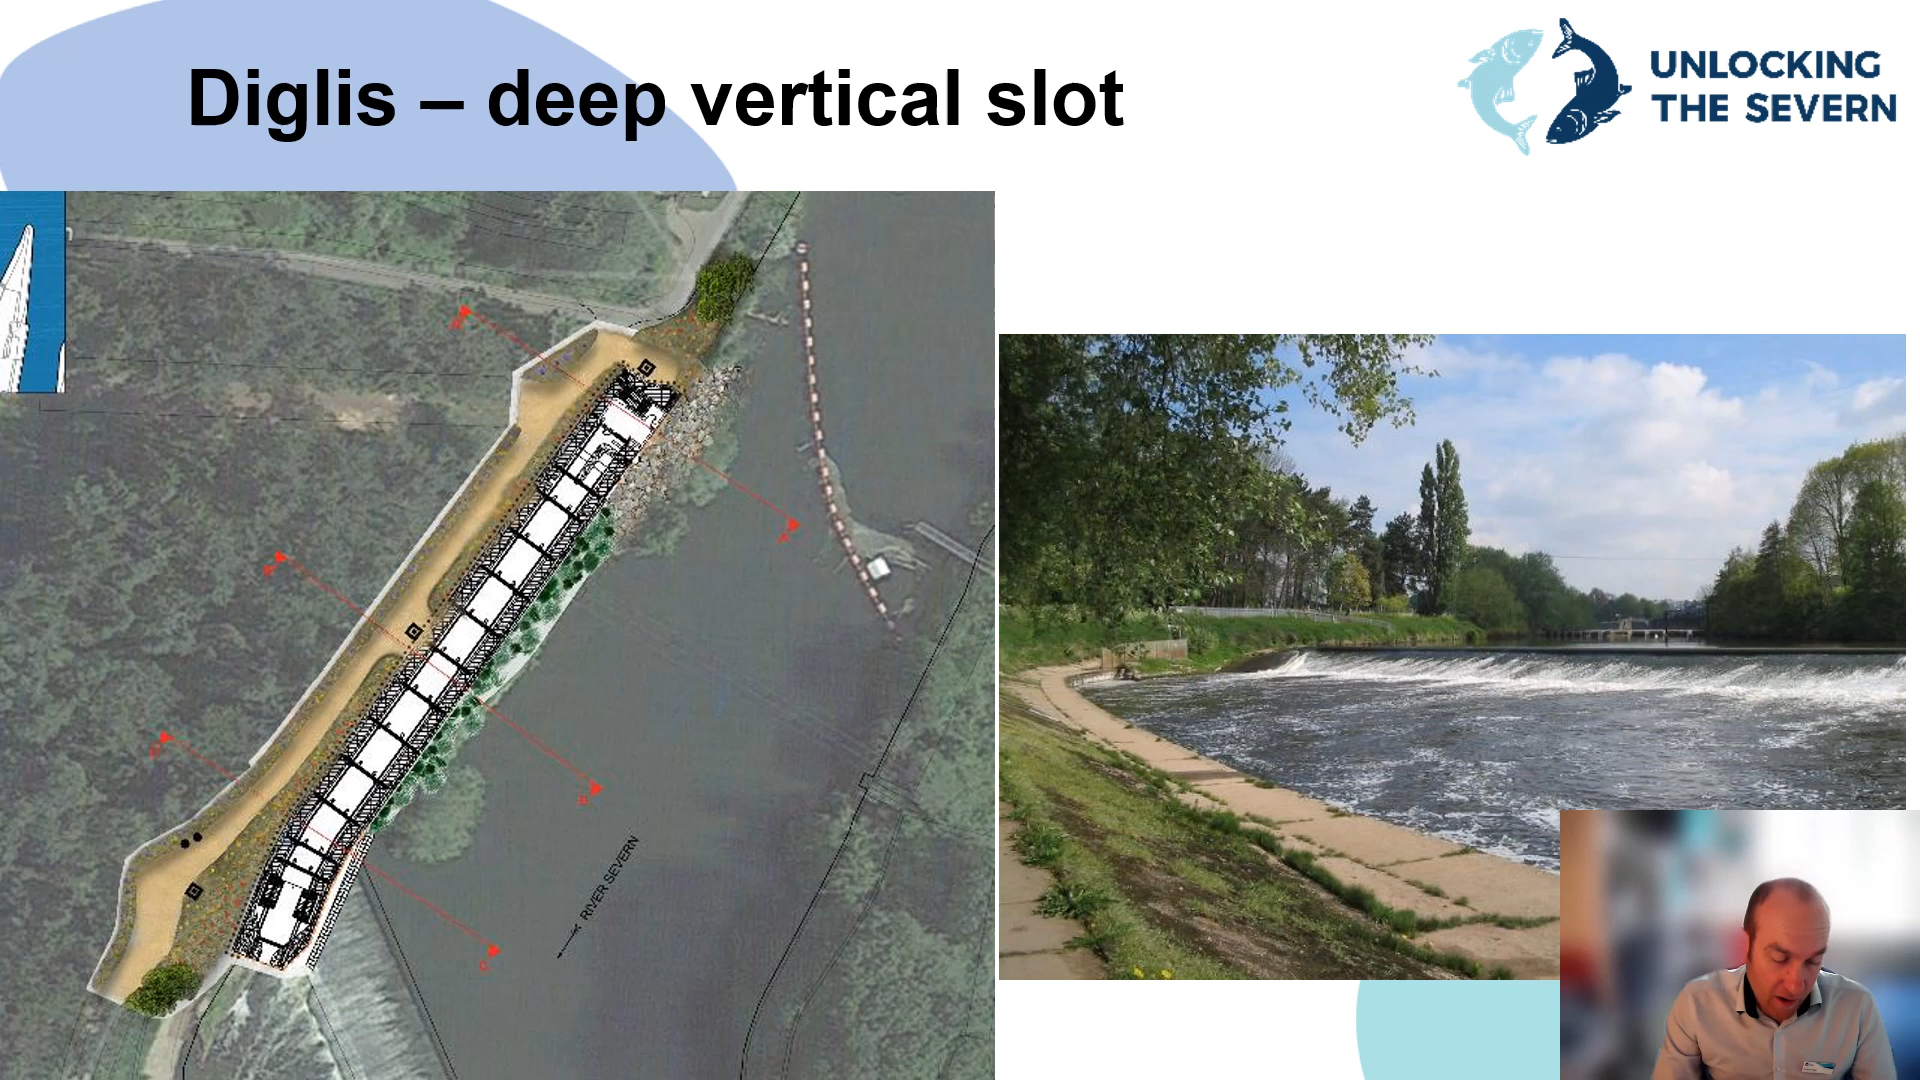 Diglis – deep vertical slot
UNLOCKING
THE SEVERN
RIVER SEVERN